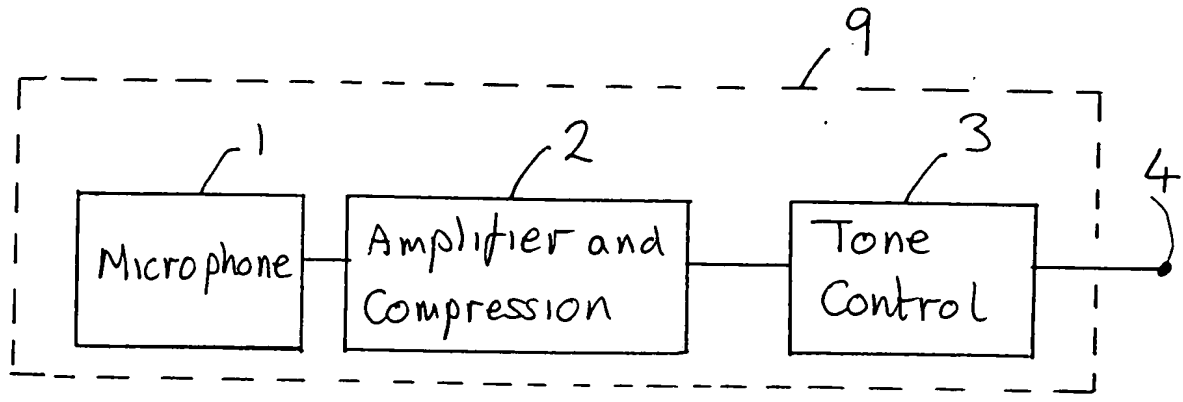 9
1
2
3
4
Microphone
Amplifier and
Compression
Tone
Control